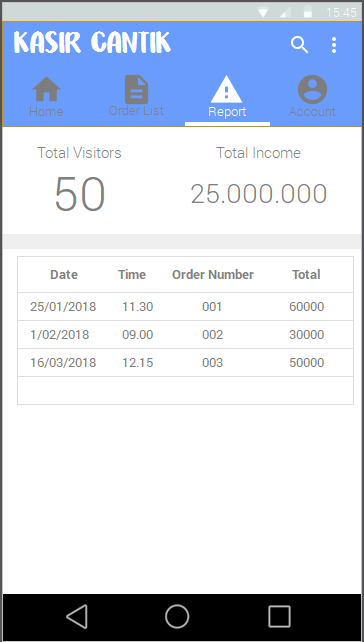 15:45
KASIR CANTIK
Home Order List Report Account
Total Visitors Total Income
50 25.000.000
Date Time Order Number Total
25/01/2018 11.30 001 60000
1/02/2018 09.00 002 30000
16/03/2018 12.15 003 50000